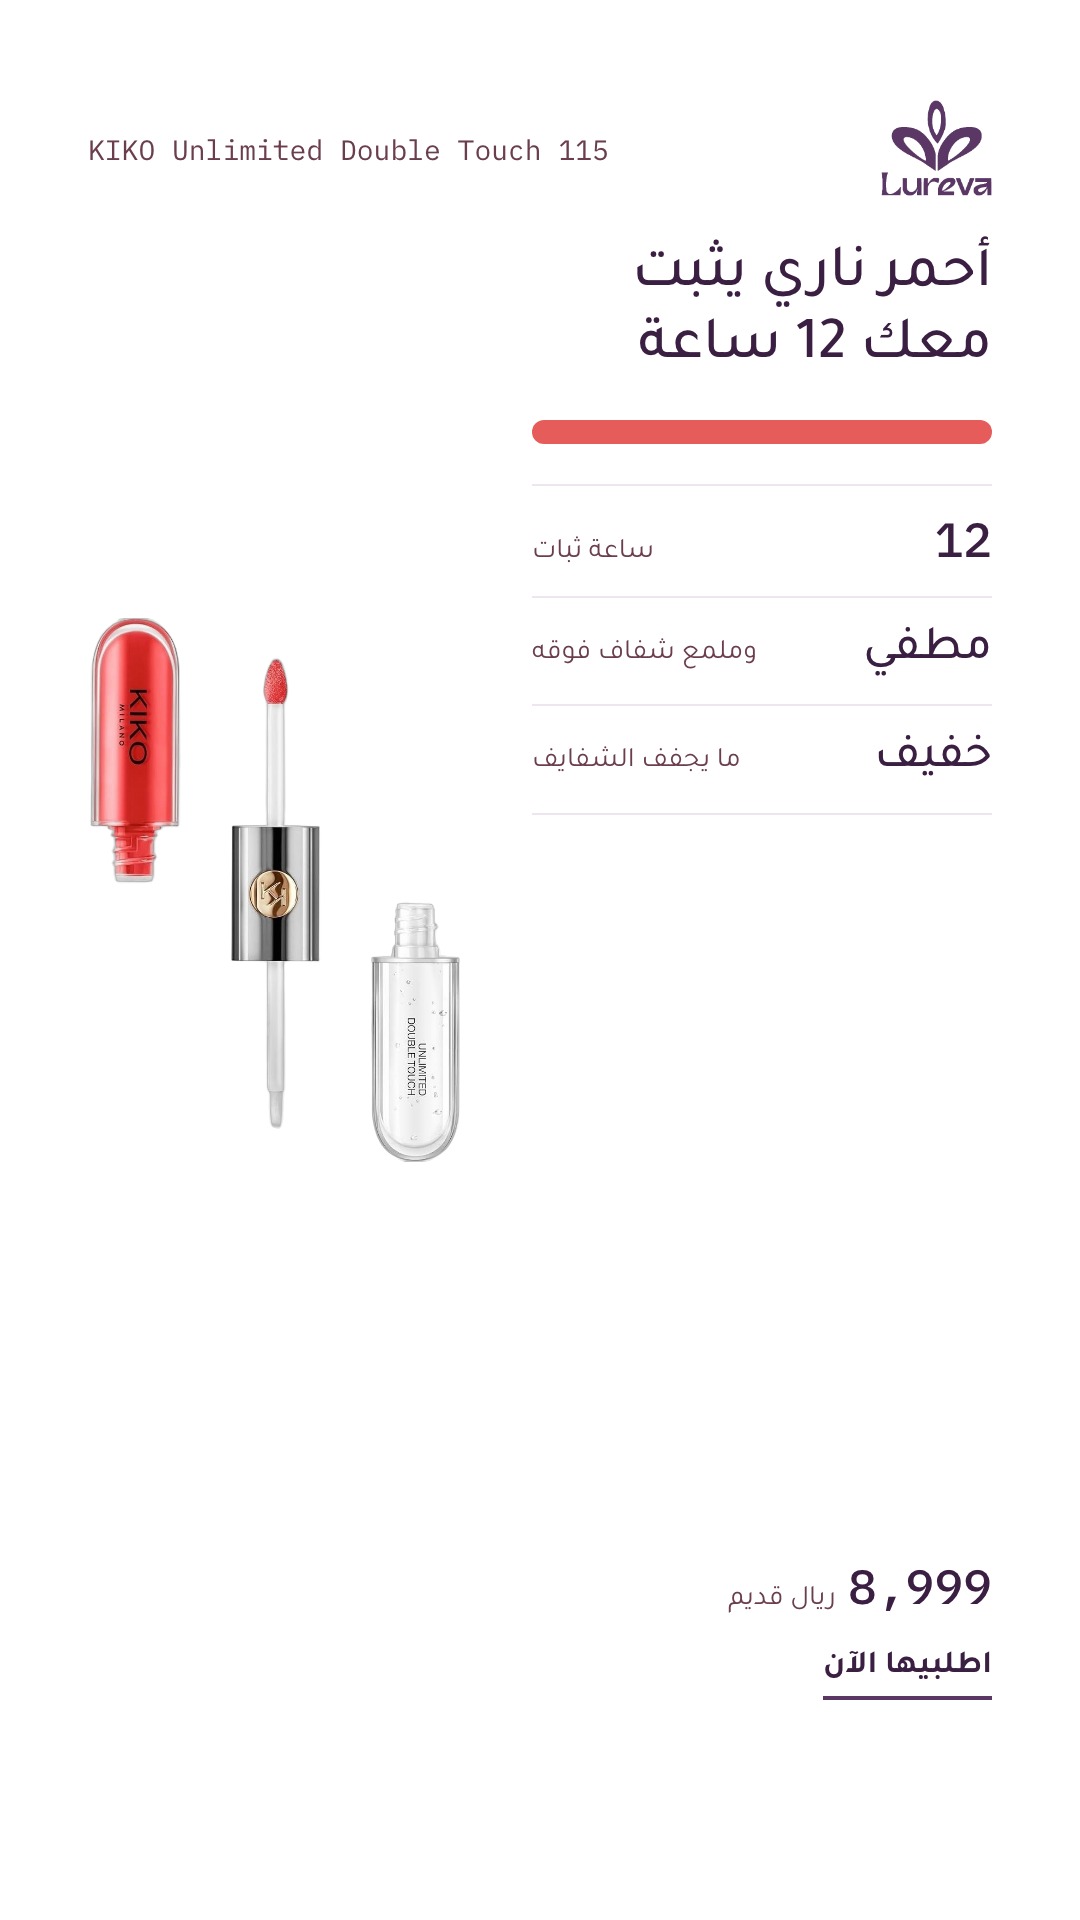 KIKO Unlimited Double Touch 115
Lureva
أحمر ناري يثبت
معك 12 ساعة
12
ساعة ثبات
مطفي
وملمع شفاف فوقه
خفيف
ما يجفف الشفايف
KIKO
MILANO
UNLIMITED
DOUBLE TOUCH
8,999 ريال قديم
اطلبيها الآن